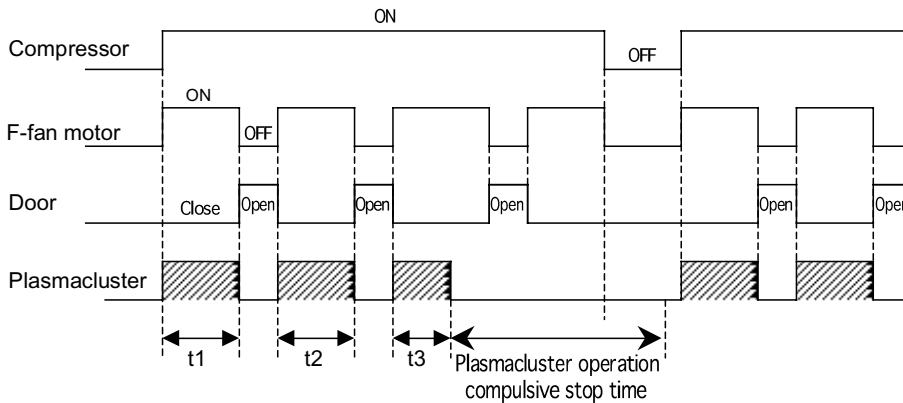 ON
Compressor
OFF
ON
F-fan motor
OFF
Door
Close
Open
Open
Open
Open
Open
Plasmacluster
t1
t2
t3
Plasmacluster operation
compulsive stop time